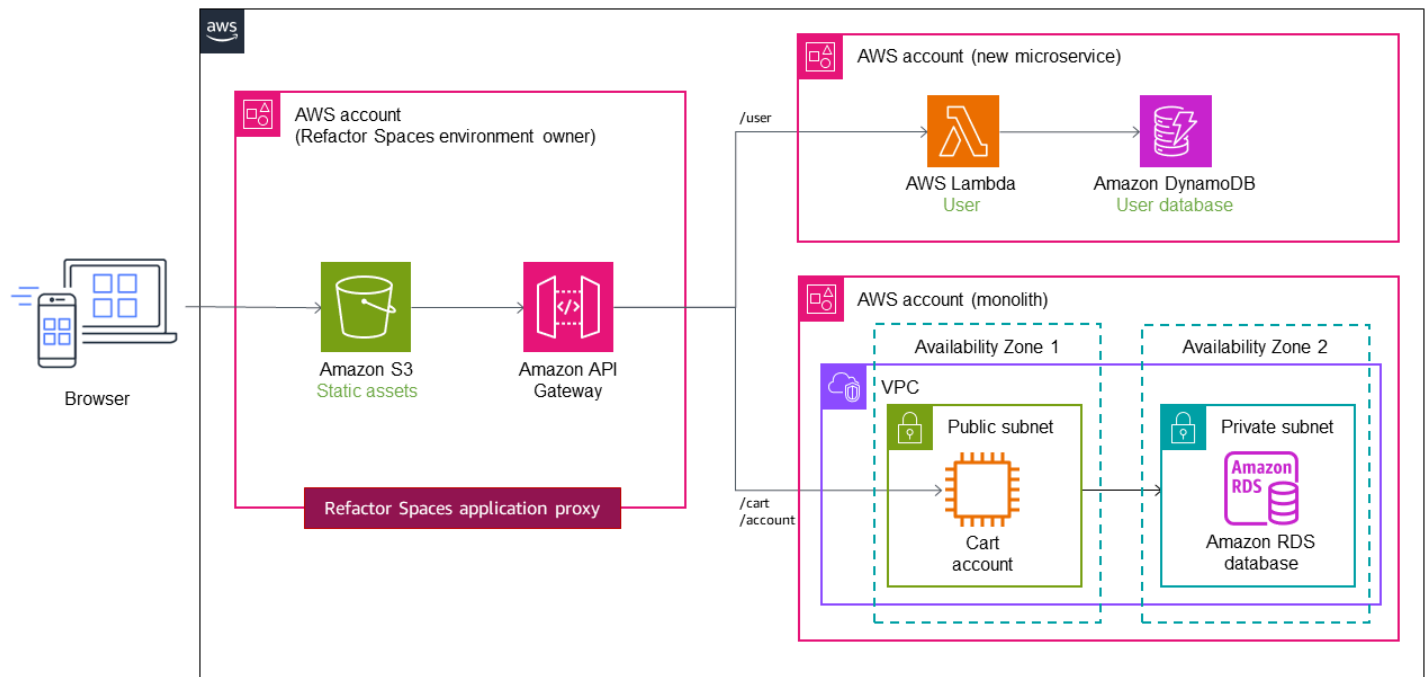 aws
AWS account (new microservice)
AWS account
(Refactor Spaces environment owner)
/user
AWS Lambda
User
Amazon DynamoDB
User database
Browser
Amazon S3
Static assets
Amazon API
Gateway
Refactor Spaces application proxy
AWS account (monolith)
Availability Zone 1
Availability Zone 2
VPC
Public subnet
Private subnet
Amazon
RDS
/cart
/account
Cart
account
Amazon RDS
database